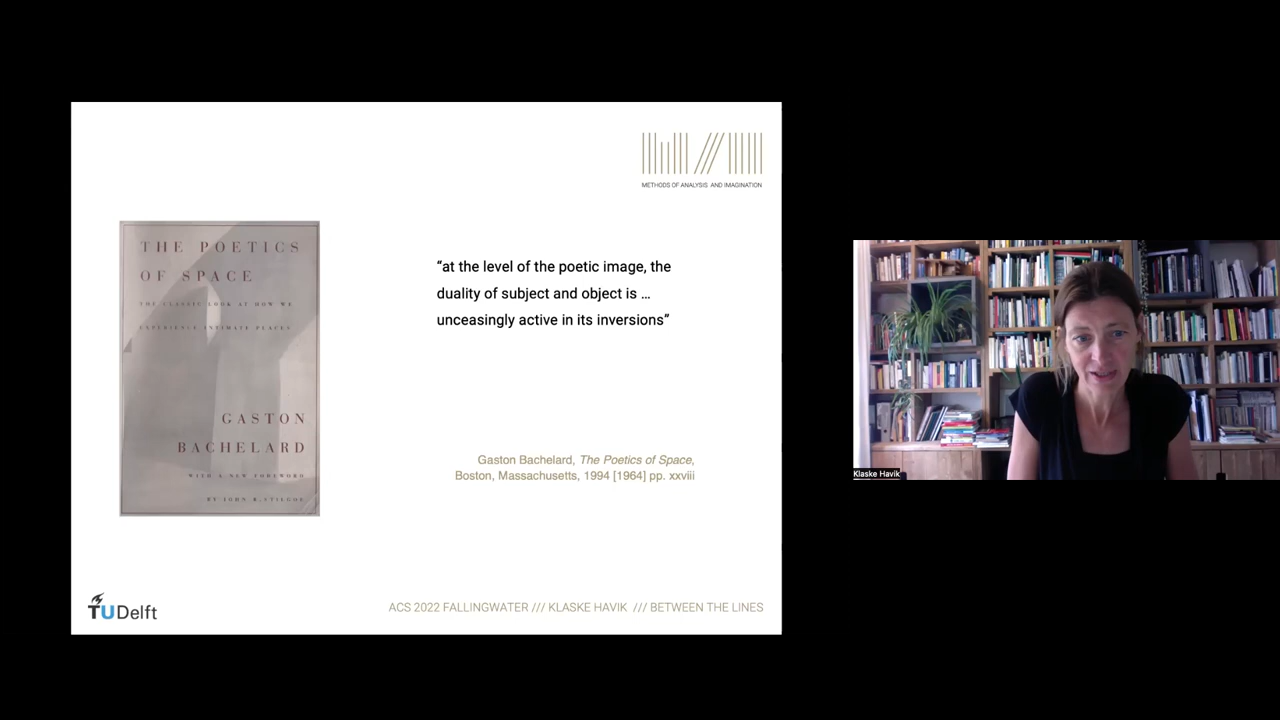 METHODS OF ANALYSIS AND IMAGINATION
THE POETICS
OF SPACE
THE CLASSIC LOOK AT HOW WE
EXPERIENCE INTIMATE PLACES
GASTON
BACHELARD
WITH A NEW FOREWORD
BY JOHN R. STILGOE
“at the level of the poetic image, the
duality of subject and object is ...
unceasingly active in its inversions”
Gaston Bachelard, The Poetics of Space,
Boston, Massachusetts, 1994 [1964] pp. xxviii
TUDelft
ACS 2022 FALLINGWATER /// KLASKE HAVIK /// BETWEEN THE LINES
Klaske Havik